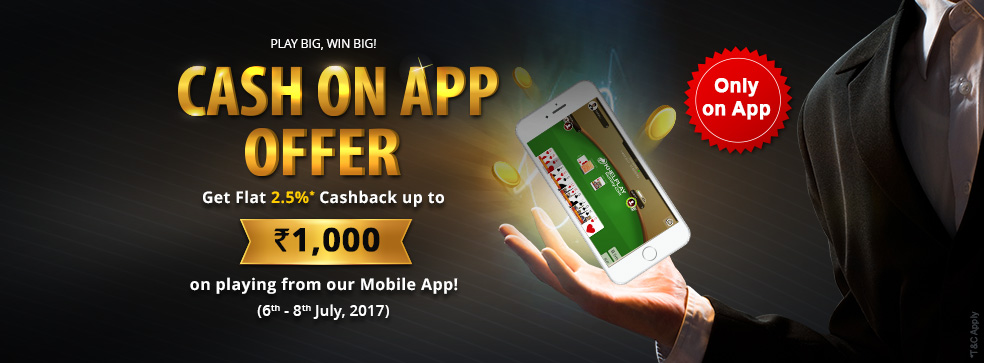 PLAY BIG, WIN BIG!
CASH ON APP
OFFER
Get Flat 2.5%* Cashback up to
₹1,000
on playing from our Mobile App!
(6th - 8th July, 2017)
Only
on App
KHELPLAY
*T&C Apply